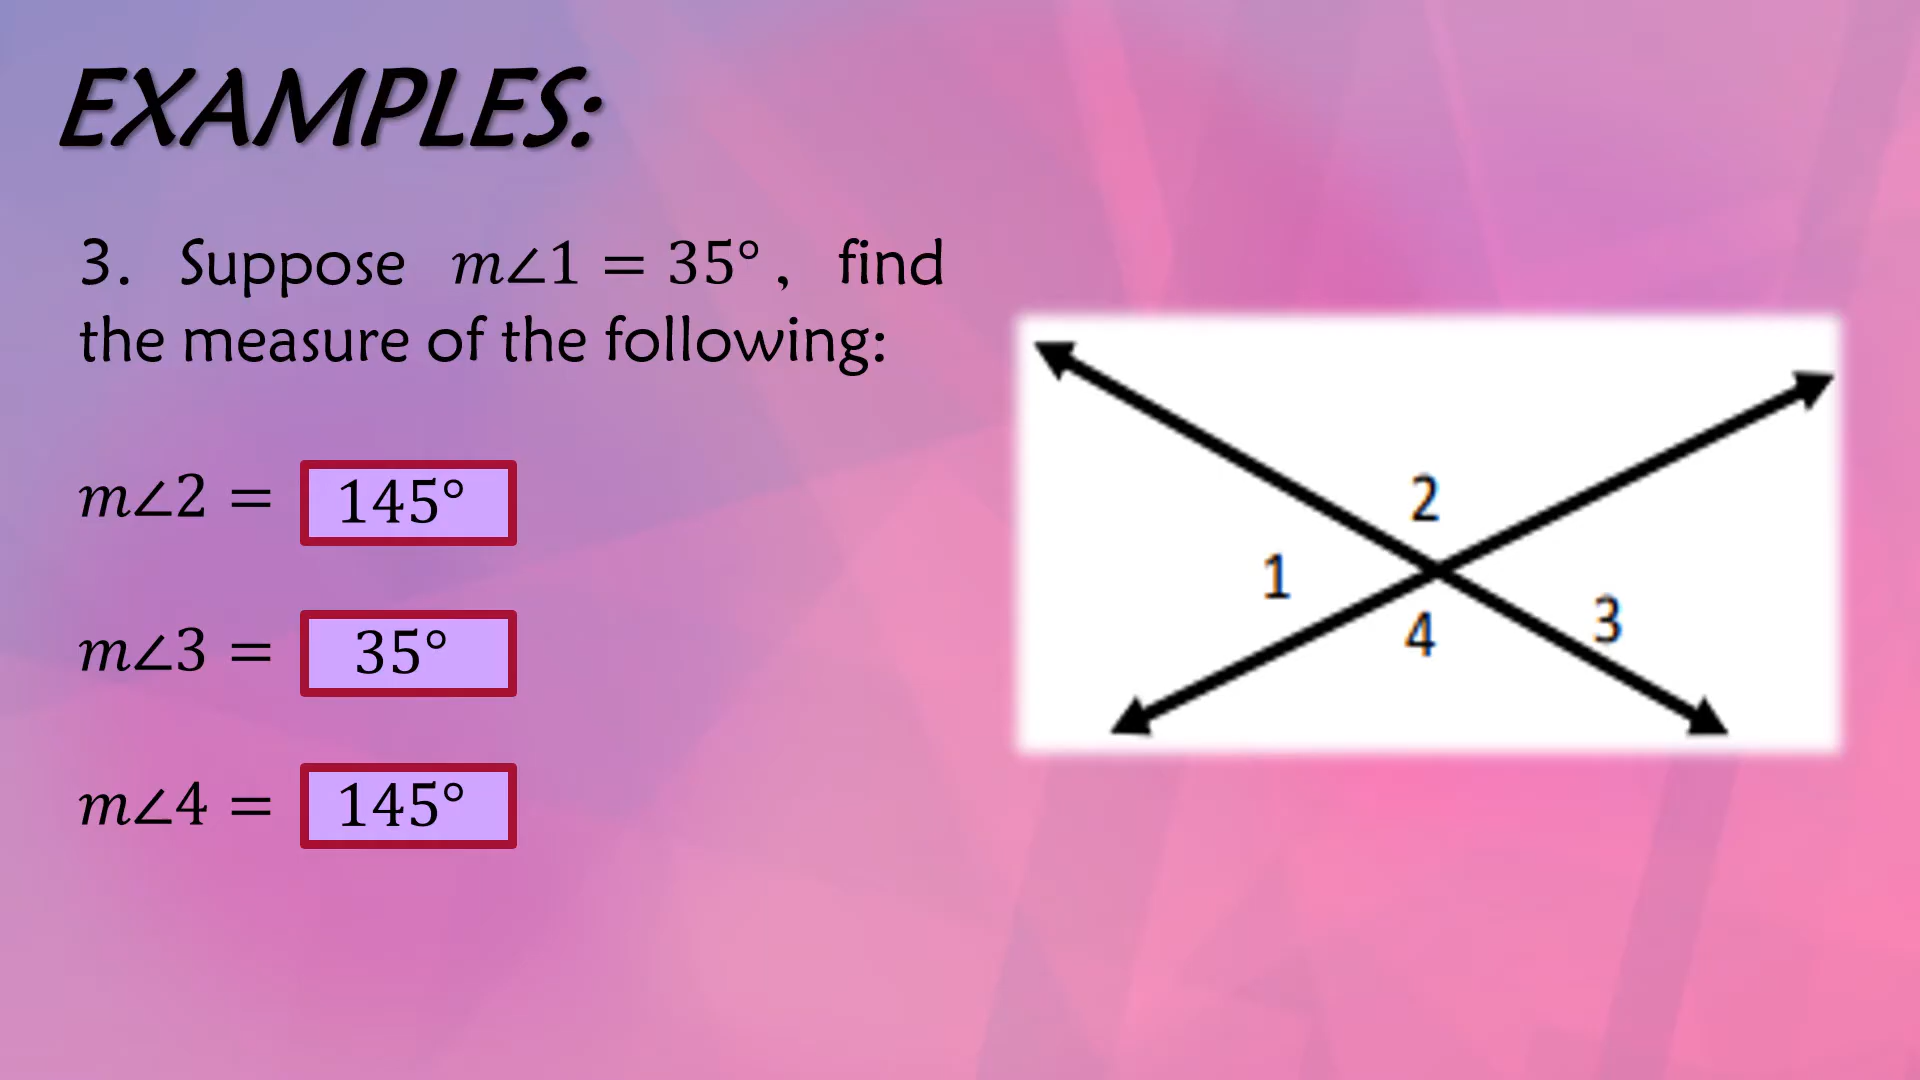 EXAMPLES:
3. Suppose m∠1 = 35° , find
the measure of the following:
m∠2 = 145°
m∠3 = 35°
m∠4 = 145°
2
1
3
4